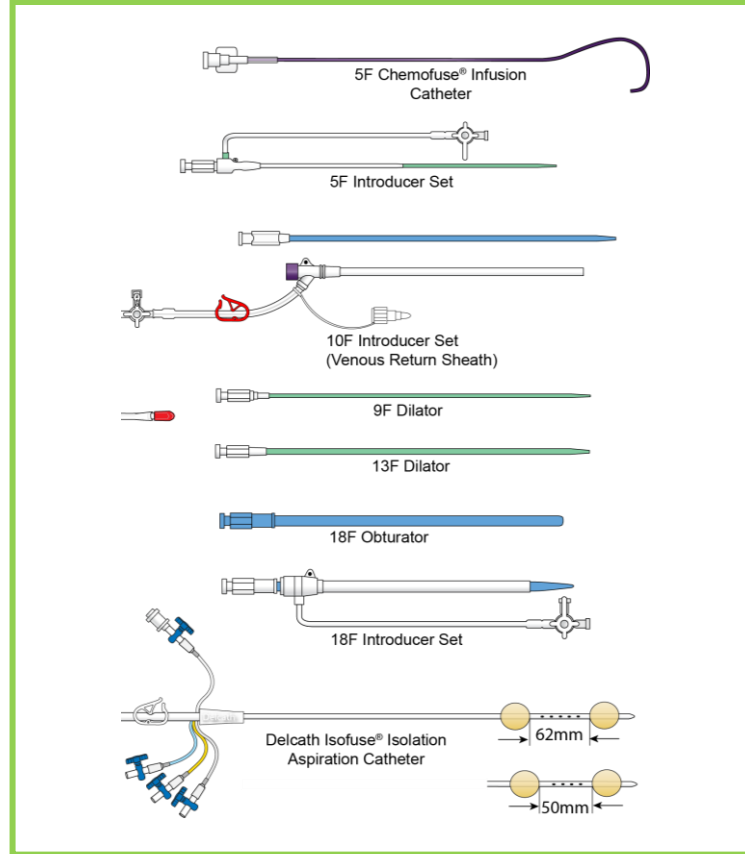 5F Chemofuse® Infusion
Catheter
5F Introducer Set
10F Introducer Set
(Venous Return Sheath)
9F Dilator
13F Dilator
18F Obturator
18F Introducer Set
Delcath Isofuse® Isolation
Aspiration Catheter
62mm
50mm